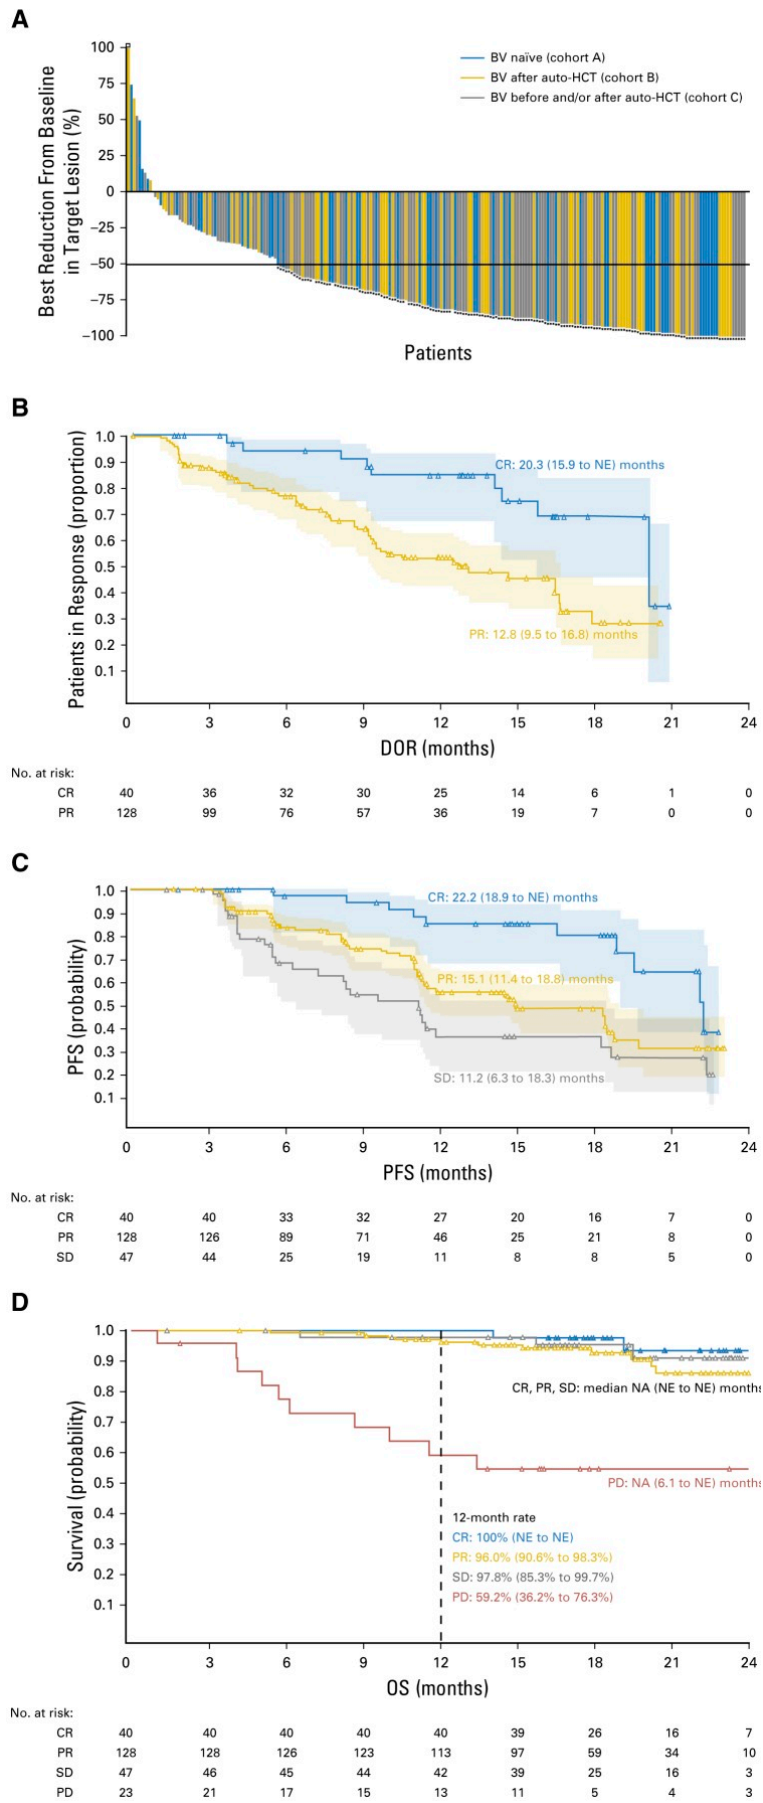 A
Best Reduction From Baseline
in Target Lesion (%)
100
75
50
25
0
−25
−50
−75
−100
BV naïve (cohort A)
BV after auto-HCT (cohort B)
BV before and/or after auto-HCT (cohort C)
Patients
B
Patients in Response (proportion)
1.0
0.9
0.8
0.7
0.6
0.5
0.4
0.3
0.2
0.1
CR: 20.3 (15.9 to NE) months
PR: 12.8 (9.5 to 16.8) months
0 3 6 9 12 15 18 21 24
DOR (months)
No. at risk:
CR 40 36 32 30 25 14 6 1 0
PR 128 99 76 57 36 19 7 0 0
C
PFS (probability)
1.0
0.9
0.8
0.7
0.6
0.5
0.4
0.3
0.2
0.1
CR: 22.2 (18.9 to NE) months
PR: 15.1 (11.4 to 18.8) months
SD: 11.2 (6.3 to 18.3) months
0 3 6 9 12 15 18 21 24
PFS (months)
No. at risk:
CR 40 40 33 32 27 20 16 7 0
PR 128 126 89 71 46 25 21 8 0
SD 47 44 25 19 11 8 8 5 0
D
Survival (probability)
1.0
0.9
0.8
0.7
0.6
0.5
0.4
0.3
0.2
0.1
CR, PR, SD: median NA (NE to NE) months
PD: NA (6.1 to NE) months
12-month rate
CR: 100% (NE to NE)
PR: 96.0% (90.6% to 98.3%)
SD: 97.8% (85.3% to 99.7%)
PD: 59.2% (36.2% to 76.3%)
0 3 6 9 12 15 18 21 24
OS (months)
No. at risk:
CR 40 40 40 40 40 39 26 16 7
PR 128 128 126 123 113 97 59 34 10
SD 47 46 45 44 42 39 25 16 3
PD 23 21 17 15 13 11 5 4 3